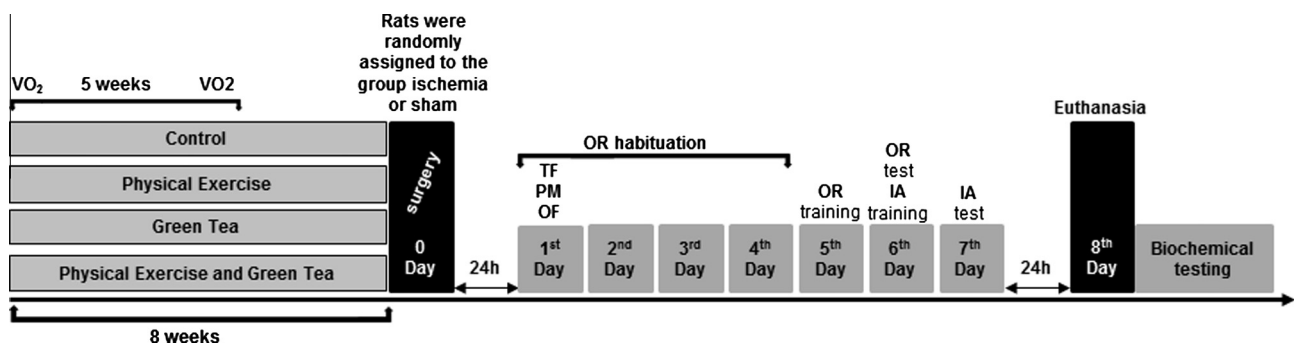 Rats were
randomly
assigned to the
group ischemia
or sham
VO₂ 5 weeks VO2
Control
Physical Exercise
Green Tea
Physical Exercise and Green Tea
8 weeks
surgery
0
Day
24h
OR habituation
TF
PM
OF
1st
Day
2nd
Day
3rd
Day
4th
Day
OR
training
5th
Day
OR
test
IA
training
6th
Day
IA
test
7th
Day
24h
Euthanasia
8th
Day
Biochemical
testing